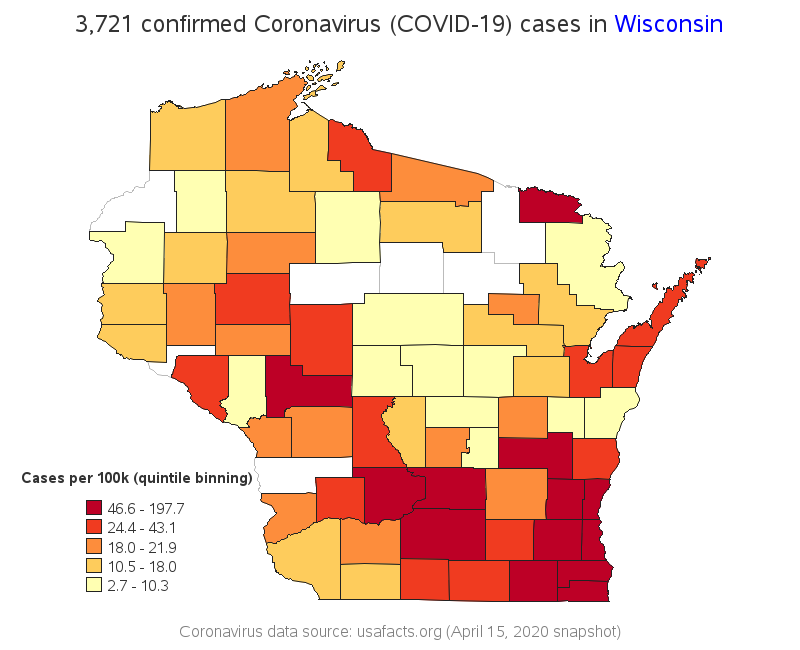 3,721 confirmed Coronavirus (COVID-19) cases in Wisconsin
Cases per 100k (quintile binning)
46.6 - 197.7
24.4 - 43.1
18.0 - 21.9
10.5 - 18.0
2.7 - 10.3
Coronavirus data source: usafacts.org (April 15, 2020 snapshot)